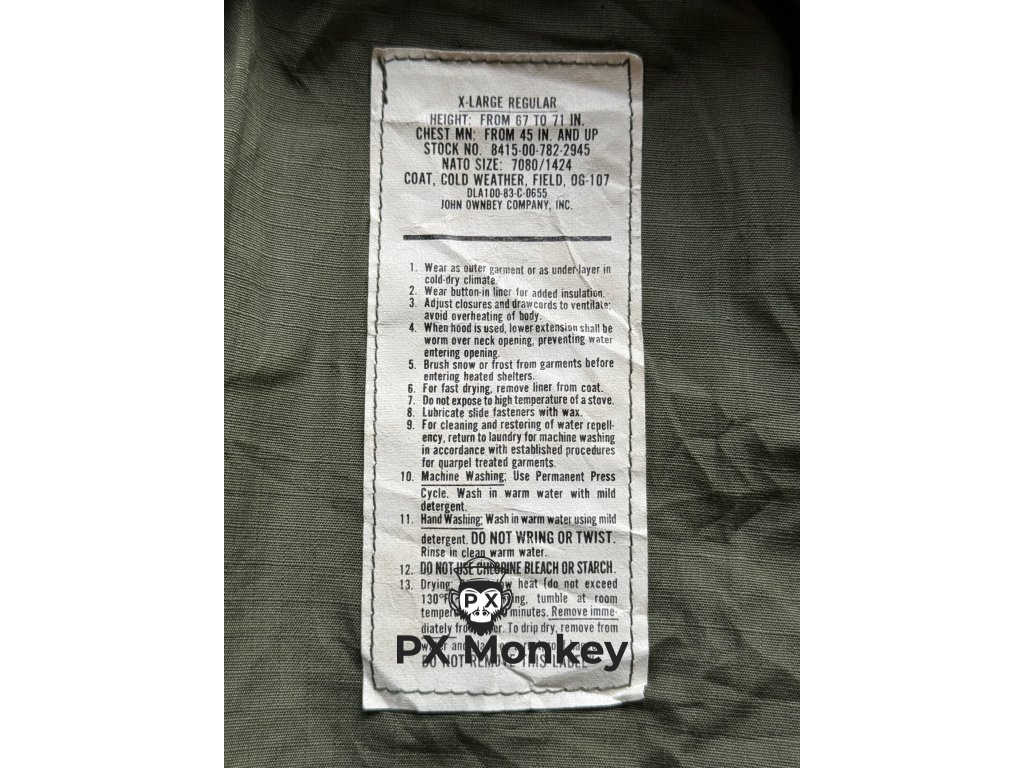 X-LARGE REGULAR
HEIGHT: FROM 67 TO 71 IN.
CHEST MN: FROM 45 IN. AND UP
STOCK NO. 8415-00-782-2945
NATO SIZE: 7080/1424
COAT, COLD WEATHER, FIELD, OG-107
DLA100-83-C-0655
JOHN OWNBEY COMPANY, INC.
1. Wear as outer garment or as under layer in
cold-dry climate.
2. Wear button-in liner for added insulation.
3. Adjust closures and drawcords to ventilate;
avoid overheating of body.
4. When hood is used, lower extension shall be
worm over neck opening, preventing water
entering opening.
5. Brush snow or frost from garments before
entering heated shelters.
6. For fast drying, remove liner from coat.
7. Do not expose to high temperature of a stove.
8. Lubricate slide fasteners with wax.
9. For cleaning and restoring of water repell-
ency, return to laundry for machine washing
in accordance with established procedures
for quarpel treated garments.
10. Machine Washing: Use Permanent Press
Cycle. Wash in warm water with mild
detergent.
11. Hand Washing: Wash in warm water using mild
detergent. DO NOT WRING OR TWIST.
Rinse in clean warm water.
12. DO NOT USE CHLORINE BLEACH OR STARCH.
13. Drying: heat (do not exceed
130°F tumble at room
minutes. Remove imme-
diately To drip dry, remove from
PX
PX Monkey
DO NOT REMOVE THIS LABEL